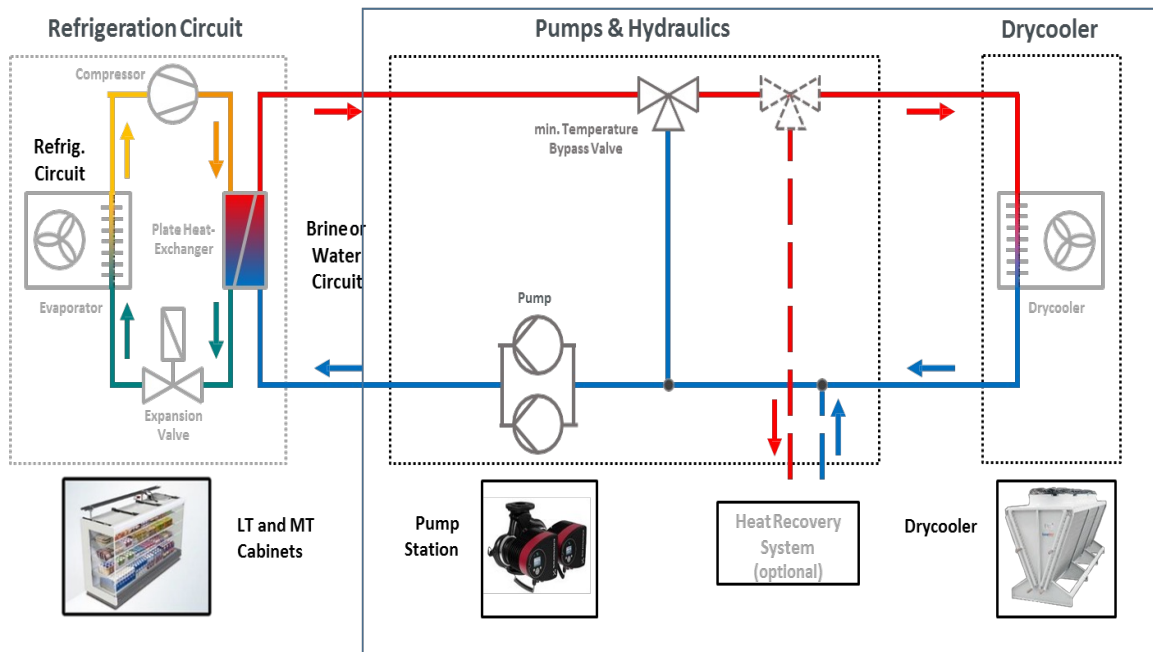 Refrigeration Circuit
Pumps & Hydraulics
Drycooler
Compressor
min. Temperature
Bypass Valve
Refrig.
Circuit
Plate Heat-
Exchanger
Brine or
Water
Circuit
Evaporator
Pump
Drycooler
Expansion
Valve
LT and MT
Cabinets
Pump
Station
Heat Recovery
System
(optional)
Drycooler